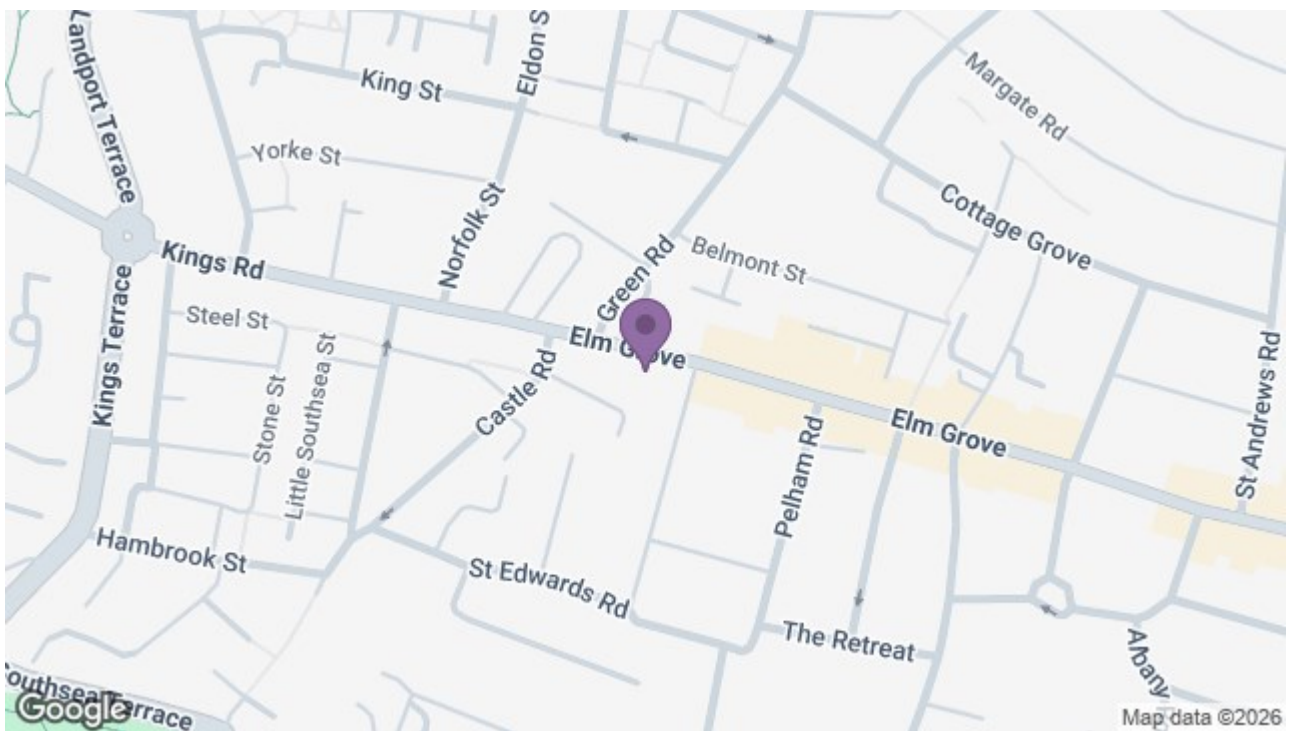 Landport Terrace
King St
Eldon S
Margate Rd
Yorke St
Norfolk St
Cottage Grove
Kings Rd
Green Rd
Belmont St
Steel St
Elm Grove
Kings Terrace
Castle Rd
Little Southsea St
Stone St
Elm Grove
Pelham Rd
St Andrews Rd
Hambrook St
St Edwards Rd
The Retreat
Albany
outhsea Terrace
Google
Map data ©2026